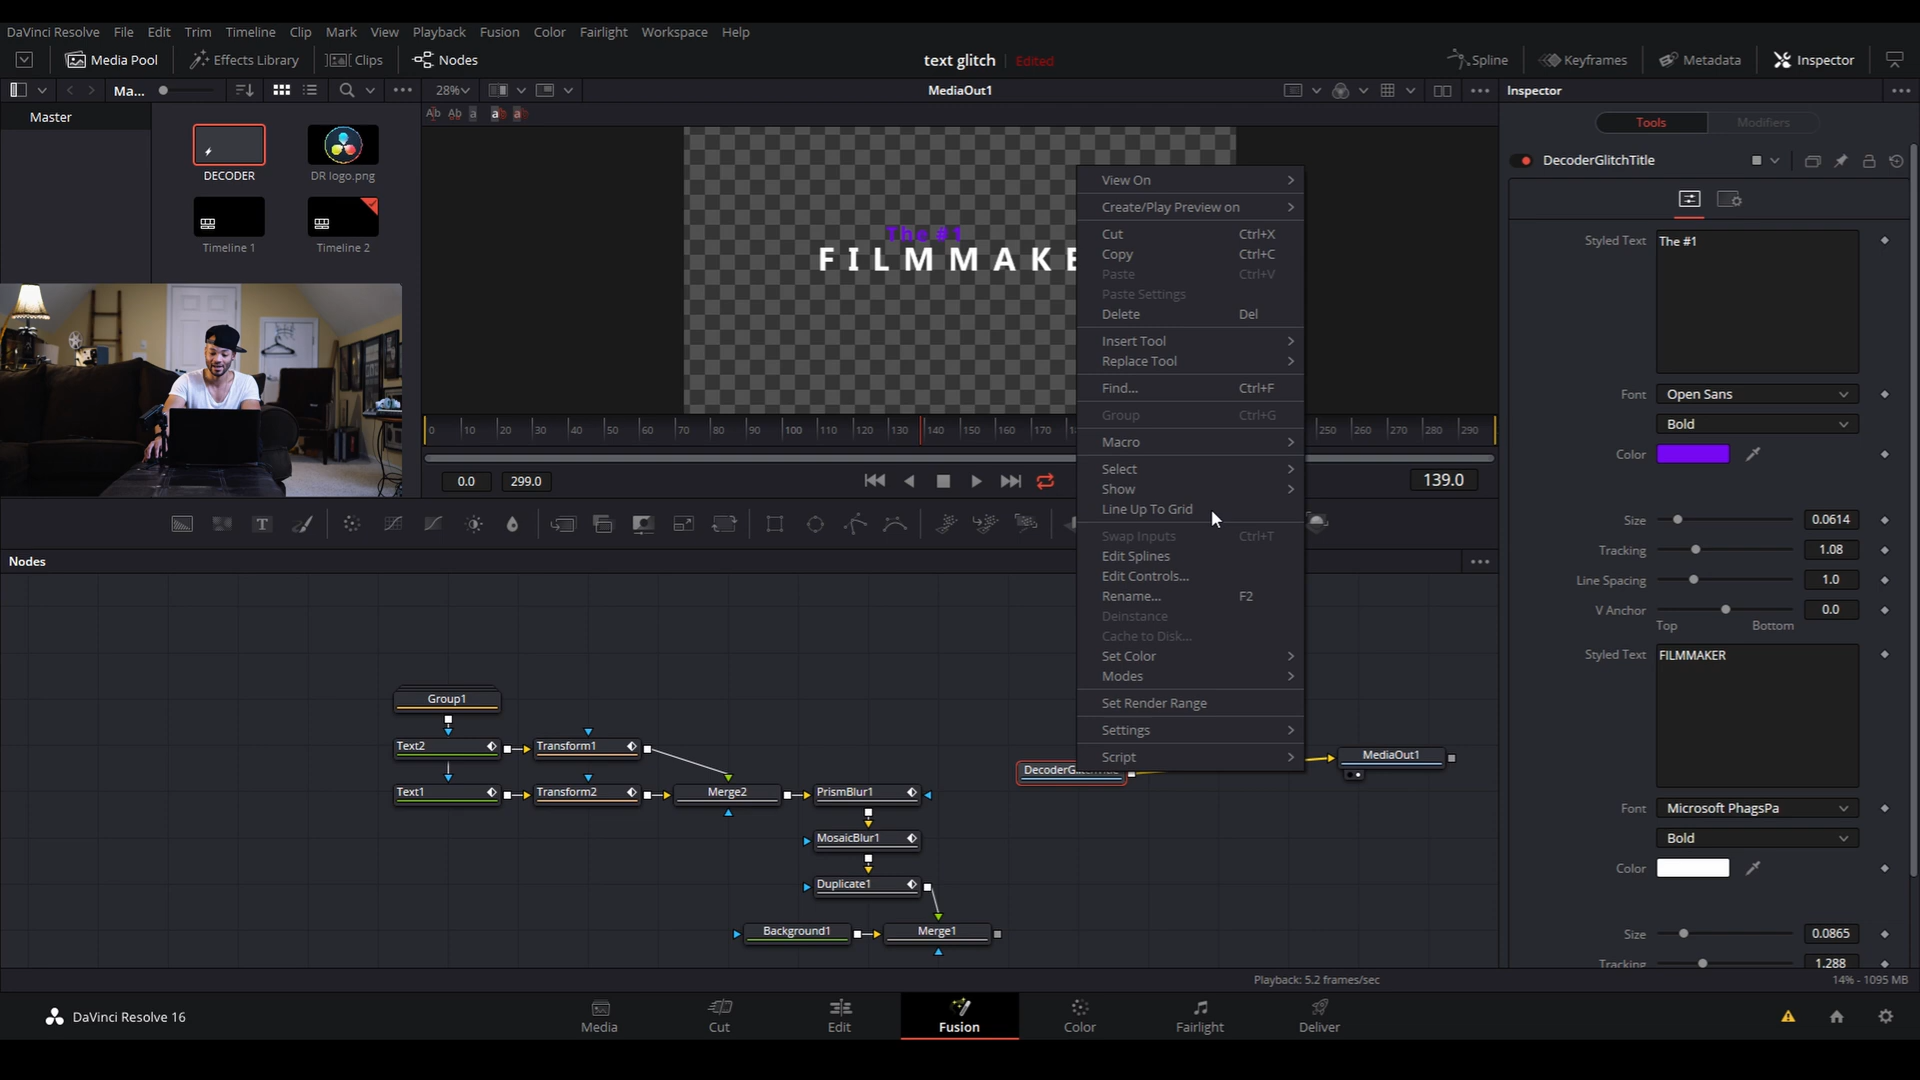 DaVinci Resolve File Edit Trim Timeline Clip Mark View Playback Fusion Color Fairlight Workspace Help
Media Pool Effects Library Clips Nodes text glitch Edited Spline Keyframes Metadata Inspector
Ma... 28% MediaOut1 Inspector
Master
DECODER
DR logo.png
Timeline 1
Timeline 2
The #1
FILMMAKE
View On
Create/Play Preview on
Cut Ctrl+X
Copy Ctrl+C
Paste Ctrl+V
Paste Settings
Delete Del
Insert Tool
Replace Tool
Find... Ctrl+F
Group Ctrl+G
Macro
Select
Show
Line Up To Grid
Swap Inputs Ctrl+T
Edit Splines
Edit Controls...
Rename... F2
Deinstance
Cache to Disk...
Set Color
Modes
Set Render Range
Settings
Script
0 10 20 30 40 50 60 70 80 90 100 110 120 130 140 150 160 170 250 260 270 280 290
0.0 299.0 139.0
Nodes
Group1
Text2 Transform1
Text1 Transform2 Merge2 PrismBlur1
MosaicBlur1
Duplicate1
Background1 Merge1
MediaOut1
Tools Modifiers
DecoderGlitchTitle
Styled Text The #1
Font Open Sans
Bold
Color
Size 0.0614
Tracking 1.08
Line Spacing 1.0
V Anchor 0.0
Top Bottom
Styled Text FILMMAKER
Font Microsoft PhagsPa
Bold
Color
Size 0.0865
Tracking 1.288
Playback: 5.2 frames/sec 14% - 1095 MB
DaVinci Resolve 16 Media Cut Edit Fusion Color Fairlight Deliver